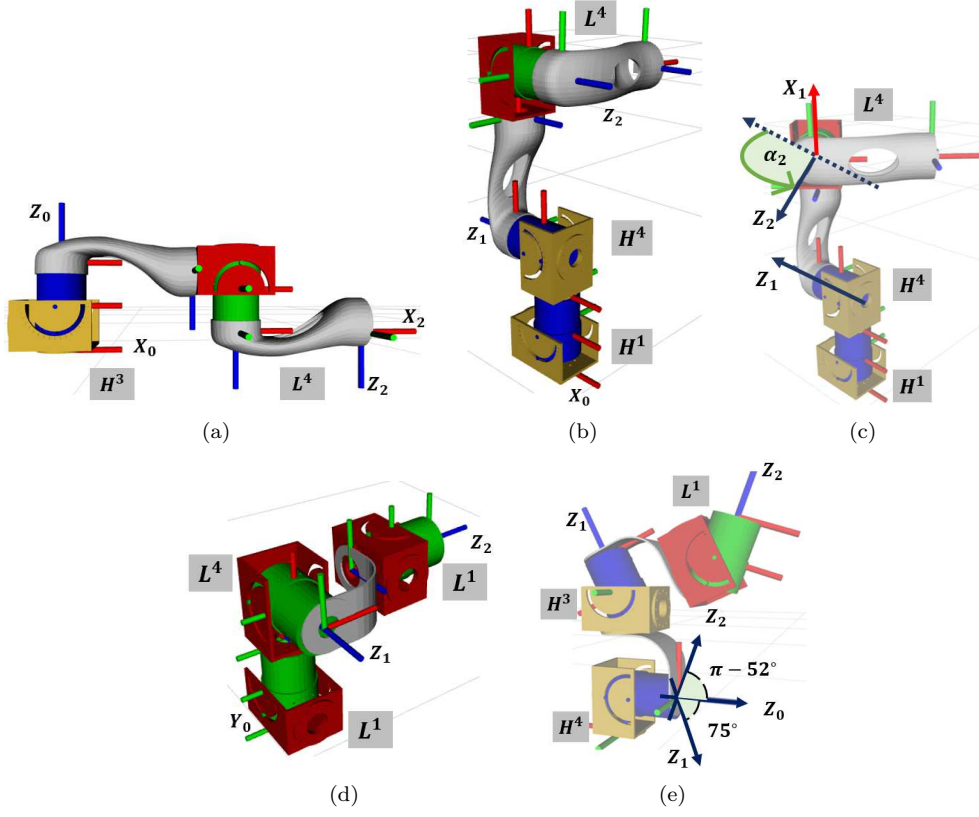 Z₀
X₀
H³
L⁴
X₂
Z₂
(a)
L⁴
Z₂
Z₁
H⁴
H¹
X₀
(b)
X₁
L⁴
α₂
Z₂
Z₁
H⁴
H¹
(c)
L⁴
Z₂
L¹
Z₁
Y₀
L¹
(d)
Z₂
L¹
Z₁
H³
Z₂
π − 52°
Z₀
H⁴
75°
Z₁
(e)